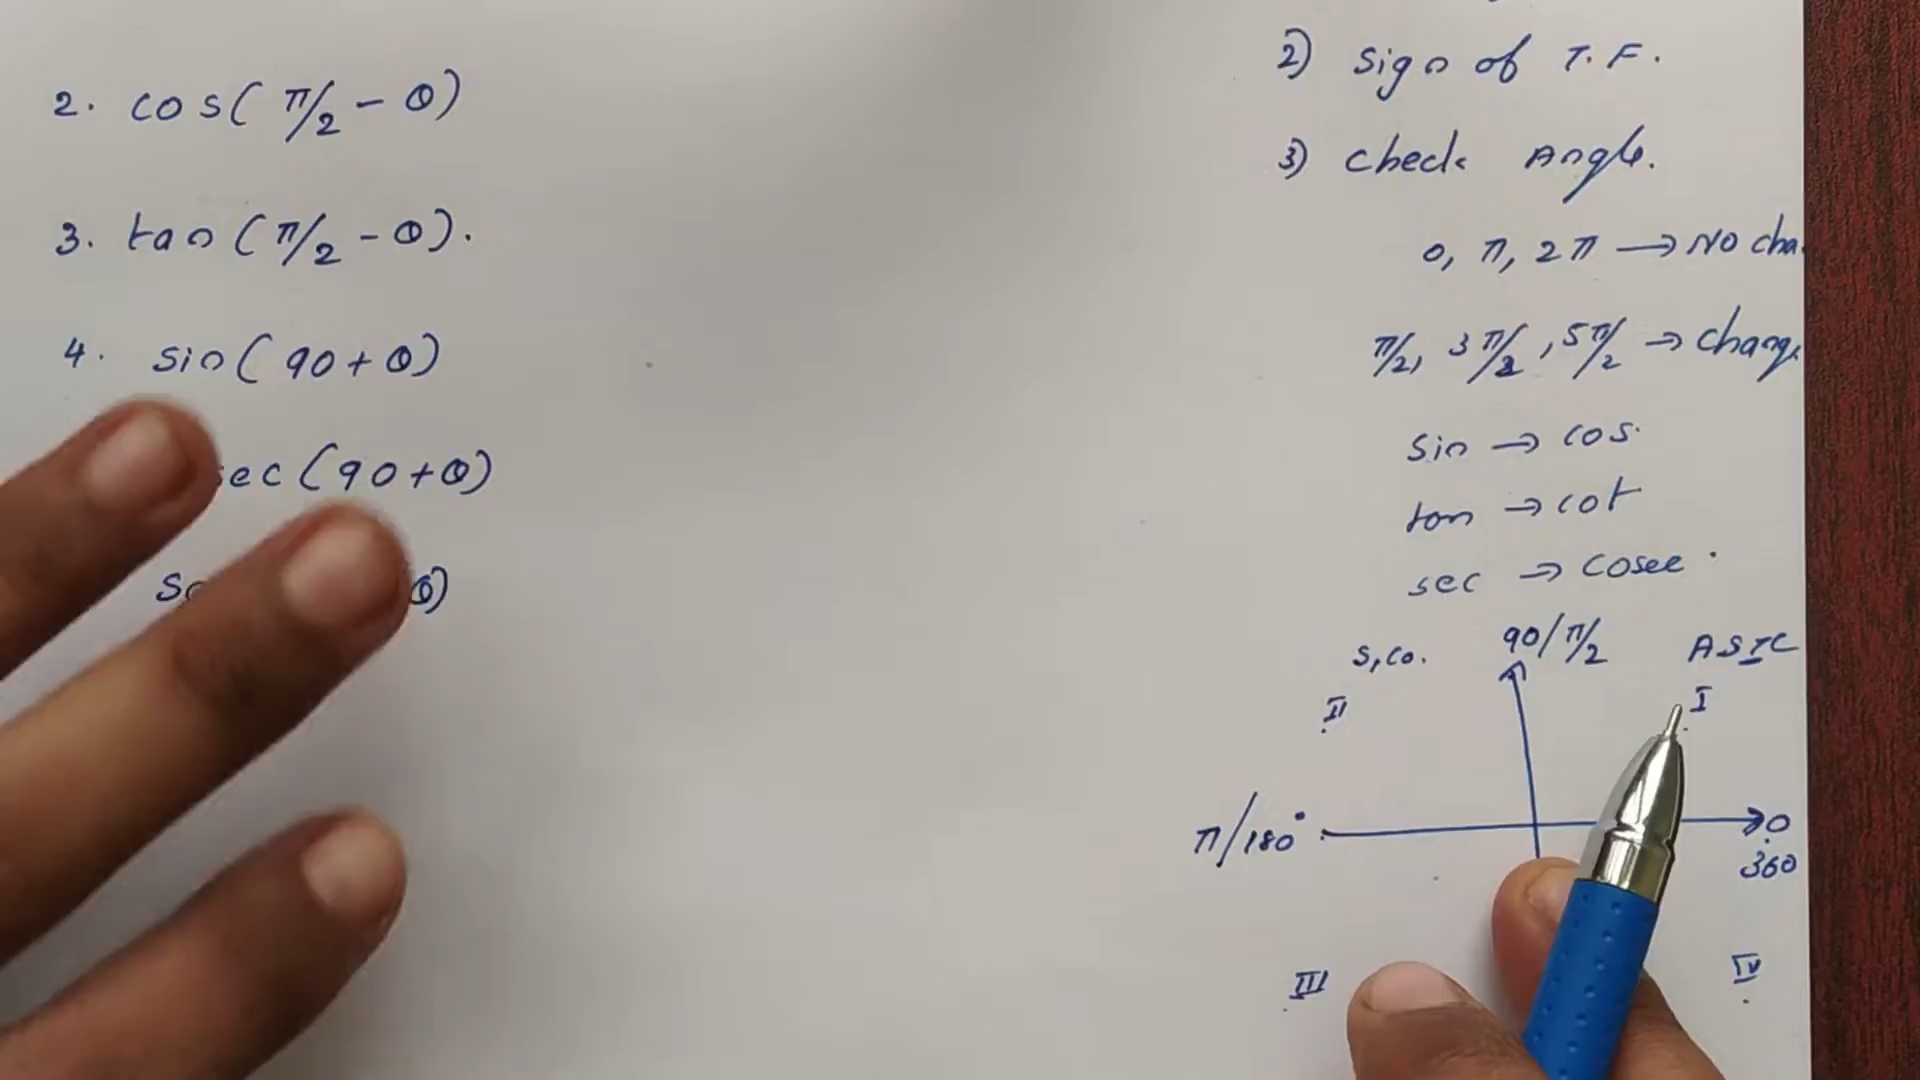 2. cos(π/2 - θ)
3. tan(π/2 - θ).
4. sin(90+θ)
sec(90+θ)
θ)
2) Sign of T.F.
3) Check Angle.
0, π, 2π → No cha
π/2, 3π/2, 5π/2 → Chang
Sin → cos.
tan → cot
sec → cosec.
90/π/2
S, Co.
ASTC
II
I
π/180°
0
360
III
IV